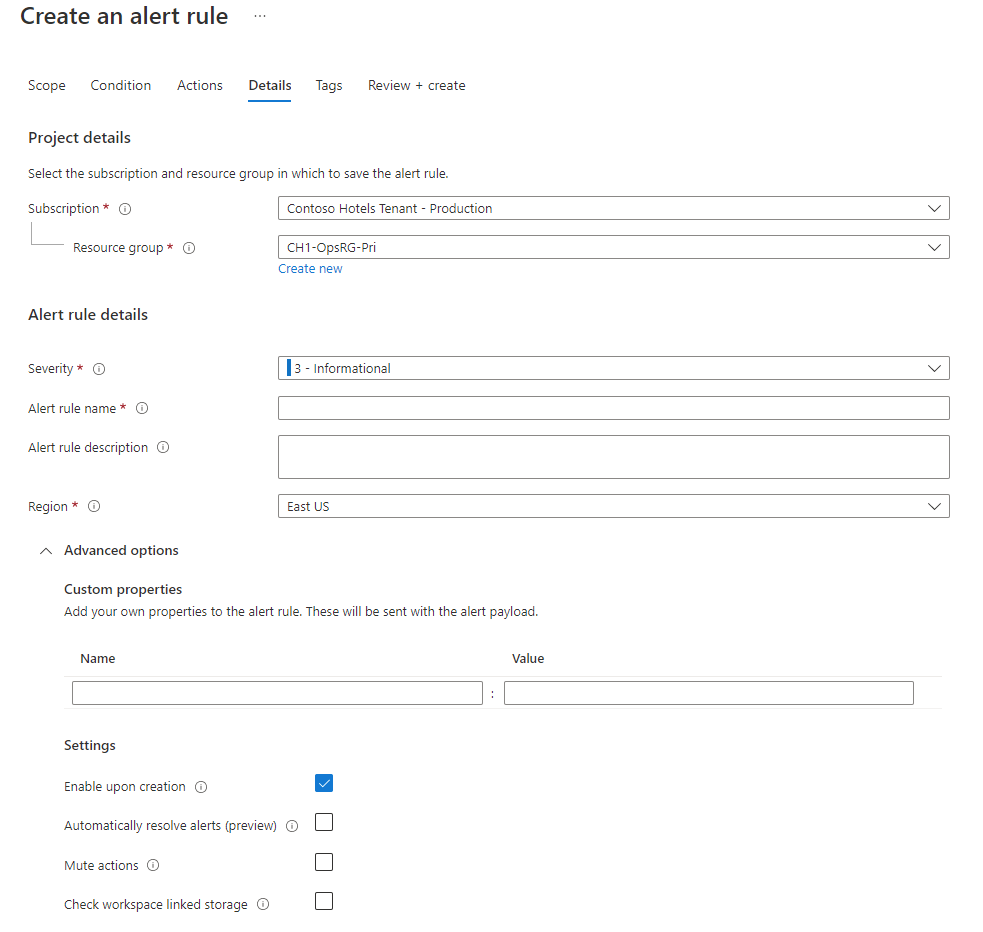 Create an alert rule ...
Scope Condition Actions Details Tags Review + create
Project details
Select the subscription and resource group in which to save the alert rule.
Subscription * Contoso Hotels Tenant - Production
Resource group * CH1-OpsRG-Pri
Create new
Alert rule details
Severity * 3 - Informational
Alert rule name *
Alert rule description
Region * East US
Advanced options
Custom properties
Add your own properties to the alert rule. These will be sent with the alert payload.
Name Value
:
Settings
Enable upon creation
Automatically resolve alerts (preview)
Mute actions
Check workspace linked storage